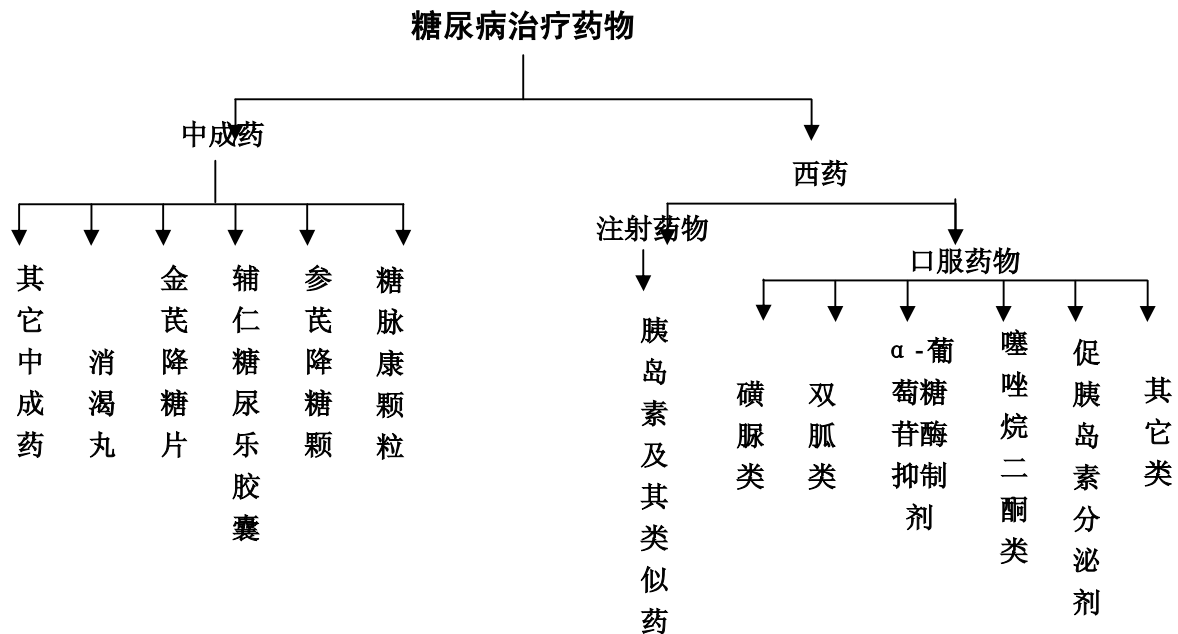 糖尿病治疗药物
中成药
西药
注射药物
口服药物
其它中成药
消渴丸
金芪降糖片
辅仁糖尿乐胶囊
参芪降糖颗
糖脉康颗粒
胰岛素及其类似药
磺脲类
双胍类
α-葡
萄糖
苷酶
抑制
剂
噻唑烷二酮类
促胰岛素分泌剂
其它类